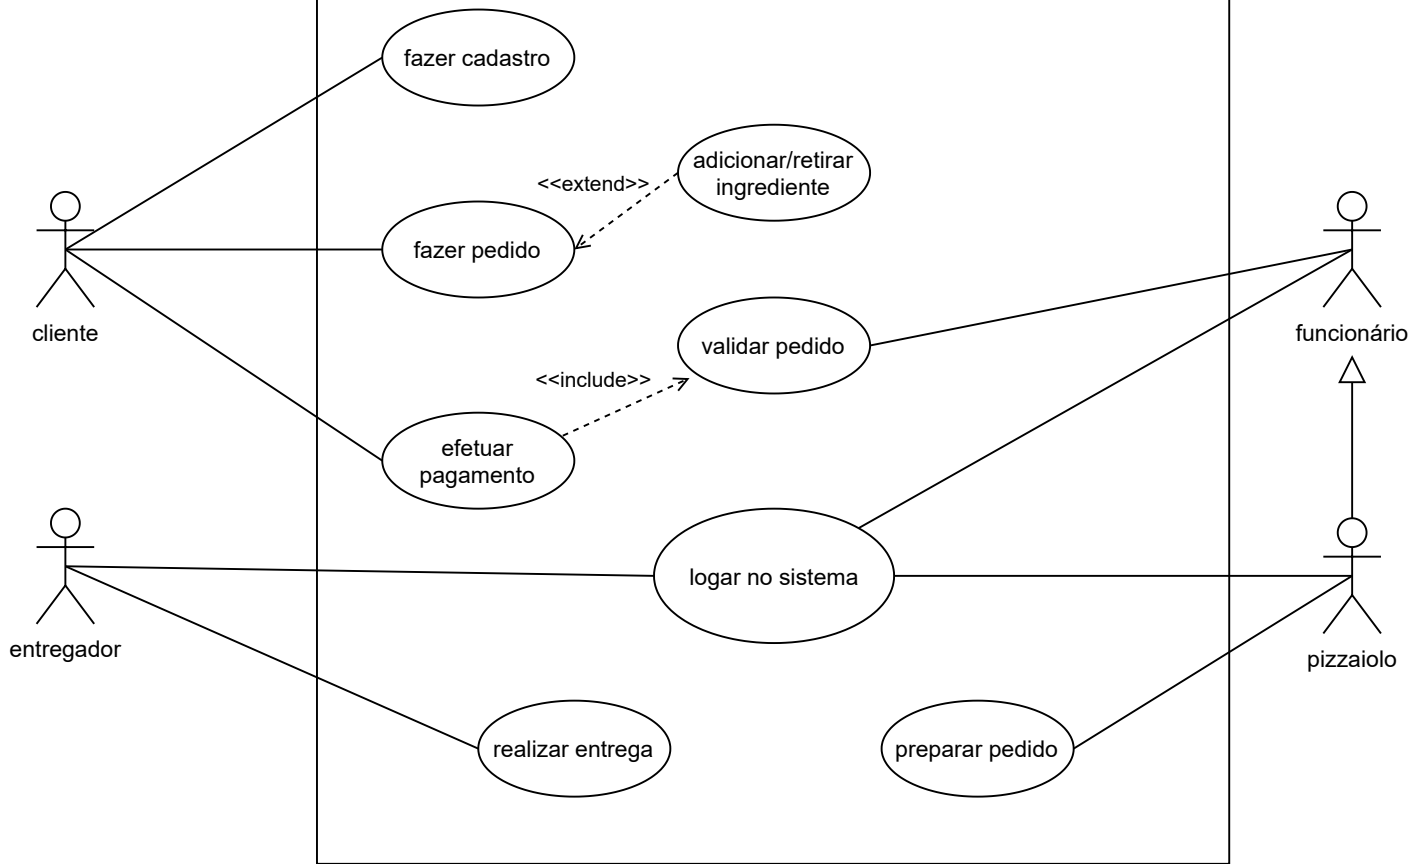 fazer cadastro
adicionar/retirar
ingrediente
<<extend>>
fazer pedido
cliente
funcionário
validar pedido
<<include>>
efetuar
pagamento
logar no sistema
entregador
pizzaiolo
realizar entrega
preparar pedido